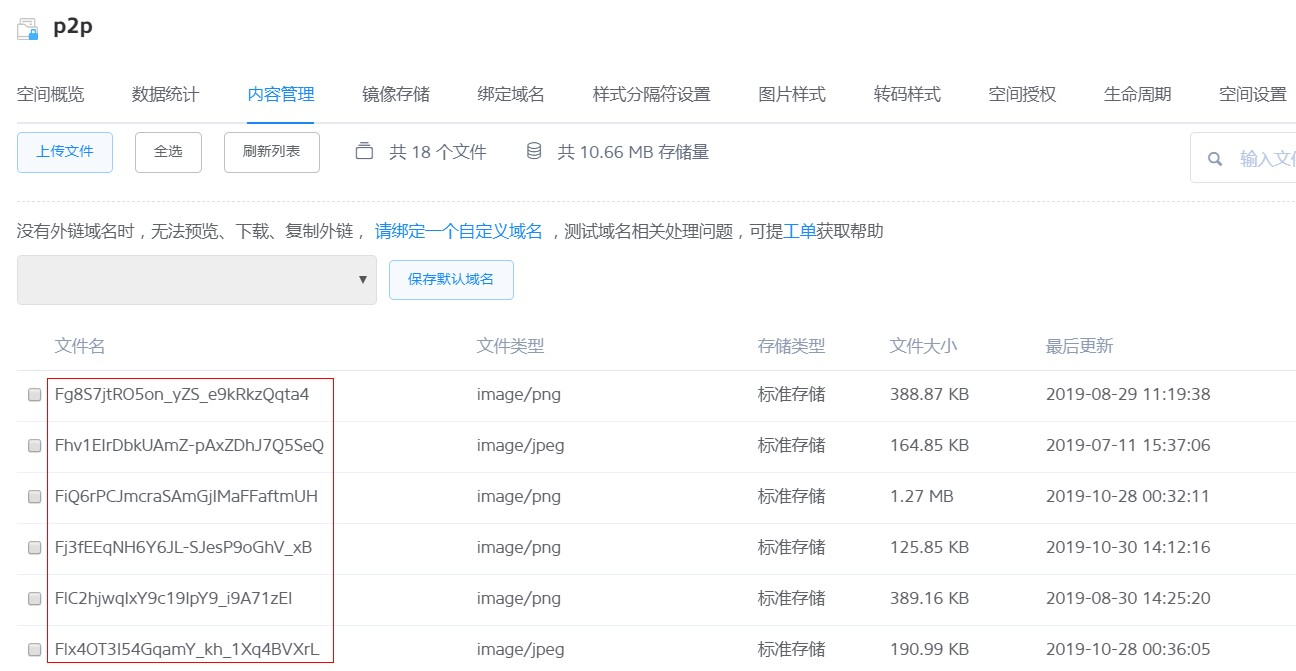 p2p
空间概览 数据统计 内容管理 镜像存储 绑定域名 样式分隔符设置 图片样式 转码样式 空间授权 生命周期 空间设置
上传文件 全选 刷新列表 共 18 个文件 共 10.66 MB 存储量 输入文件
没有外链域名时，无法预览、下载、复制外链， 请绑定一个自定义域名 ，测试域名相关处理问题，可提工单获取帮助
保存默认域名
文件名 文件类型 存储类型 文件大小 最后更新
Fg8S7jtRO5on_yZS_e9kRkzQqta4 image/png 标准存储 388.87 KB 2019-08-29 11:19:38
Fhv1ElrDbkUAmZ-pAxZDhJ7Q5SeQ image/jpeg 标准存储 164.85 KB 2019-07-11 15:37:06
FiQ6rPCJmcraSAmGjlMaFFaftmUH image/png 标准存储 1.27 MB 2019-10-28 00:32:11
Fj3fEEqNH6Y6JL-SJesP9oGhV_xB image/png 标准存储 125.85 KB 2019-10-30 14:12:16
FlC2hjwqIxY9c19IpY9_i9A71zEI image/png 标准存储 389.16 KB 2019-08-30 14:25:20
Flx4OT3I54GqamY_kh_1Xq4BVXrL image/jpeg 标准存储 190.99 KB 2019-10-28 00:36:05